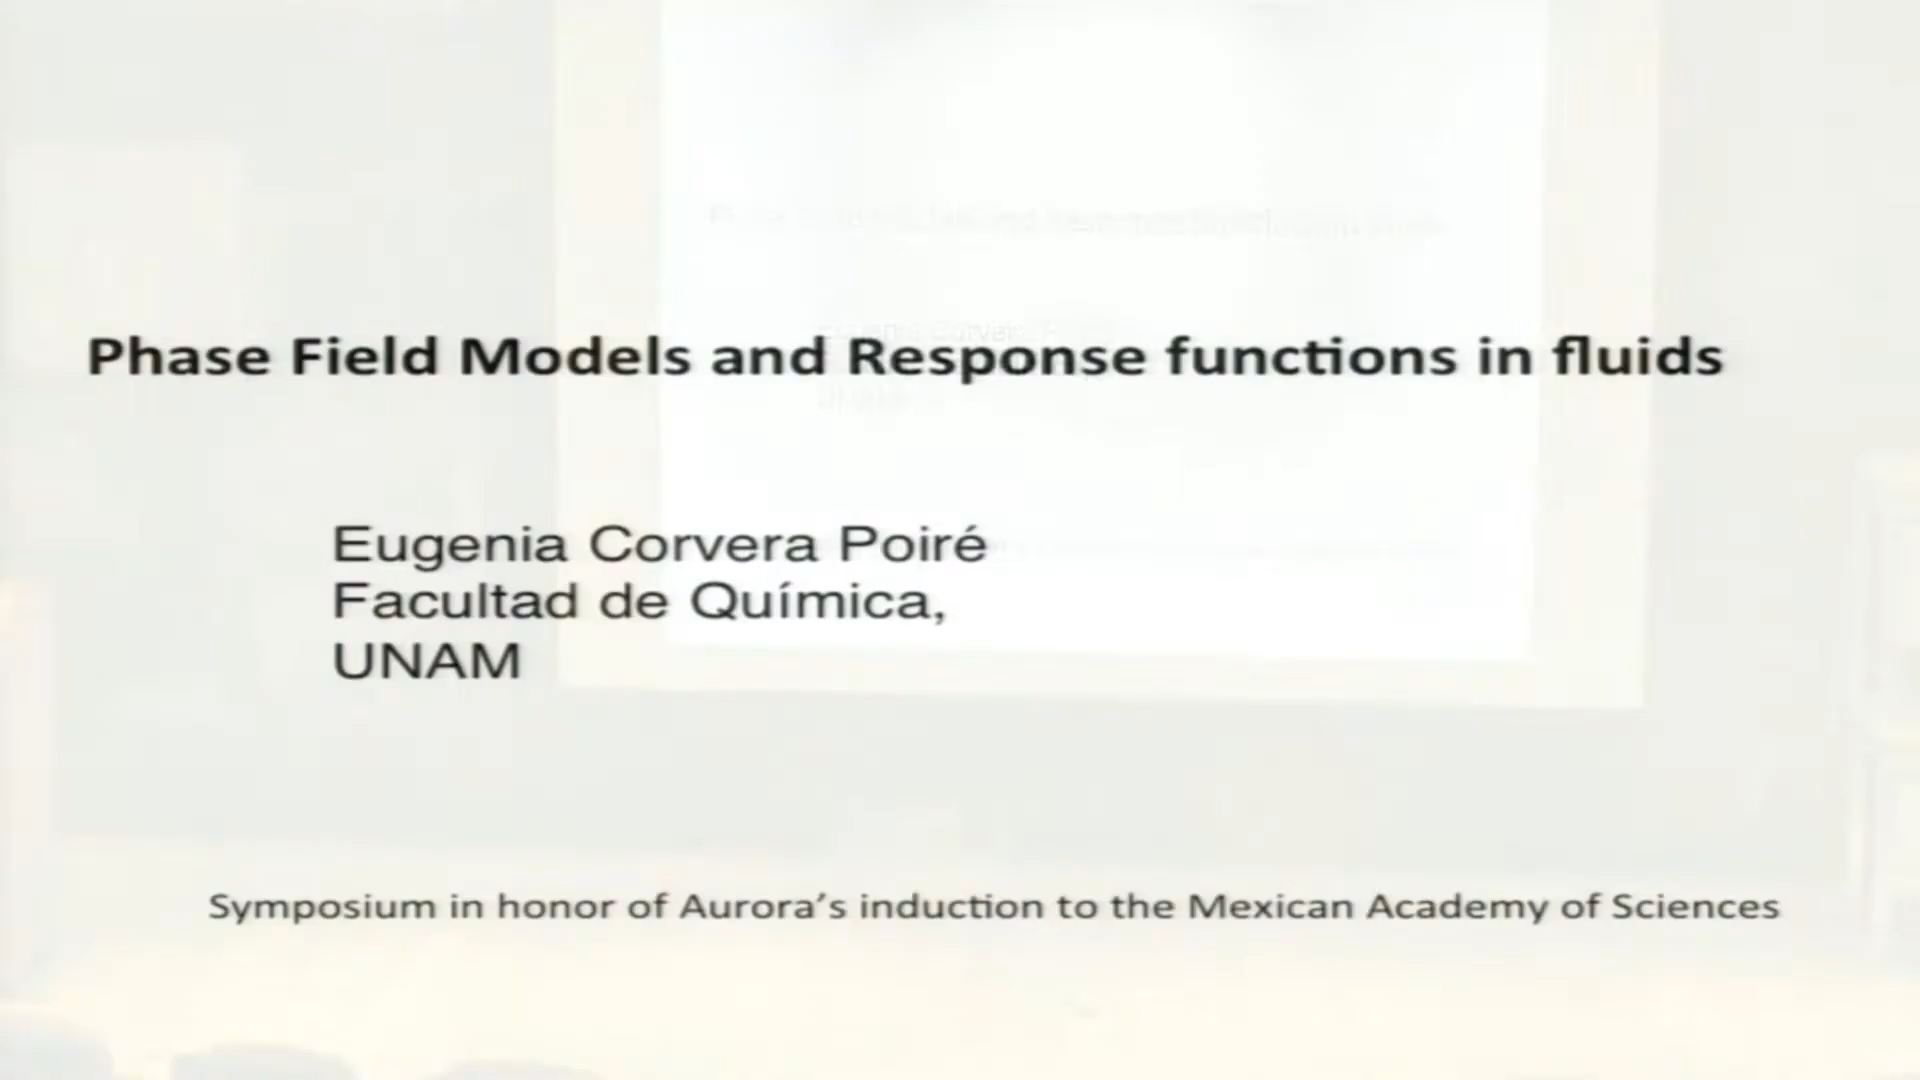 Phase Field Models and Response functions in fluids
Eugenia Corvera Poiré
Facultad de Química,
UNAM
Symposium in honor of Aurora’s induction to the Mexican Academy of Sciences